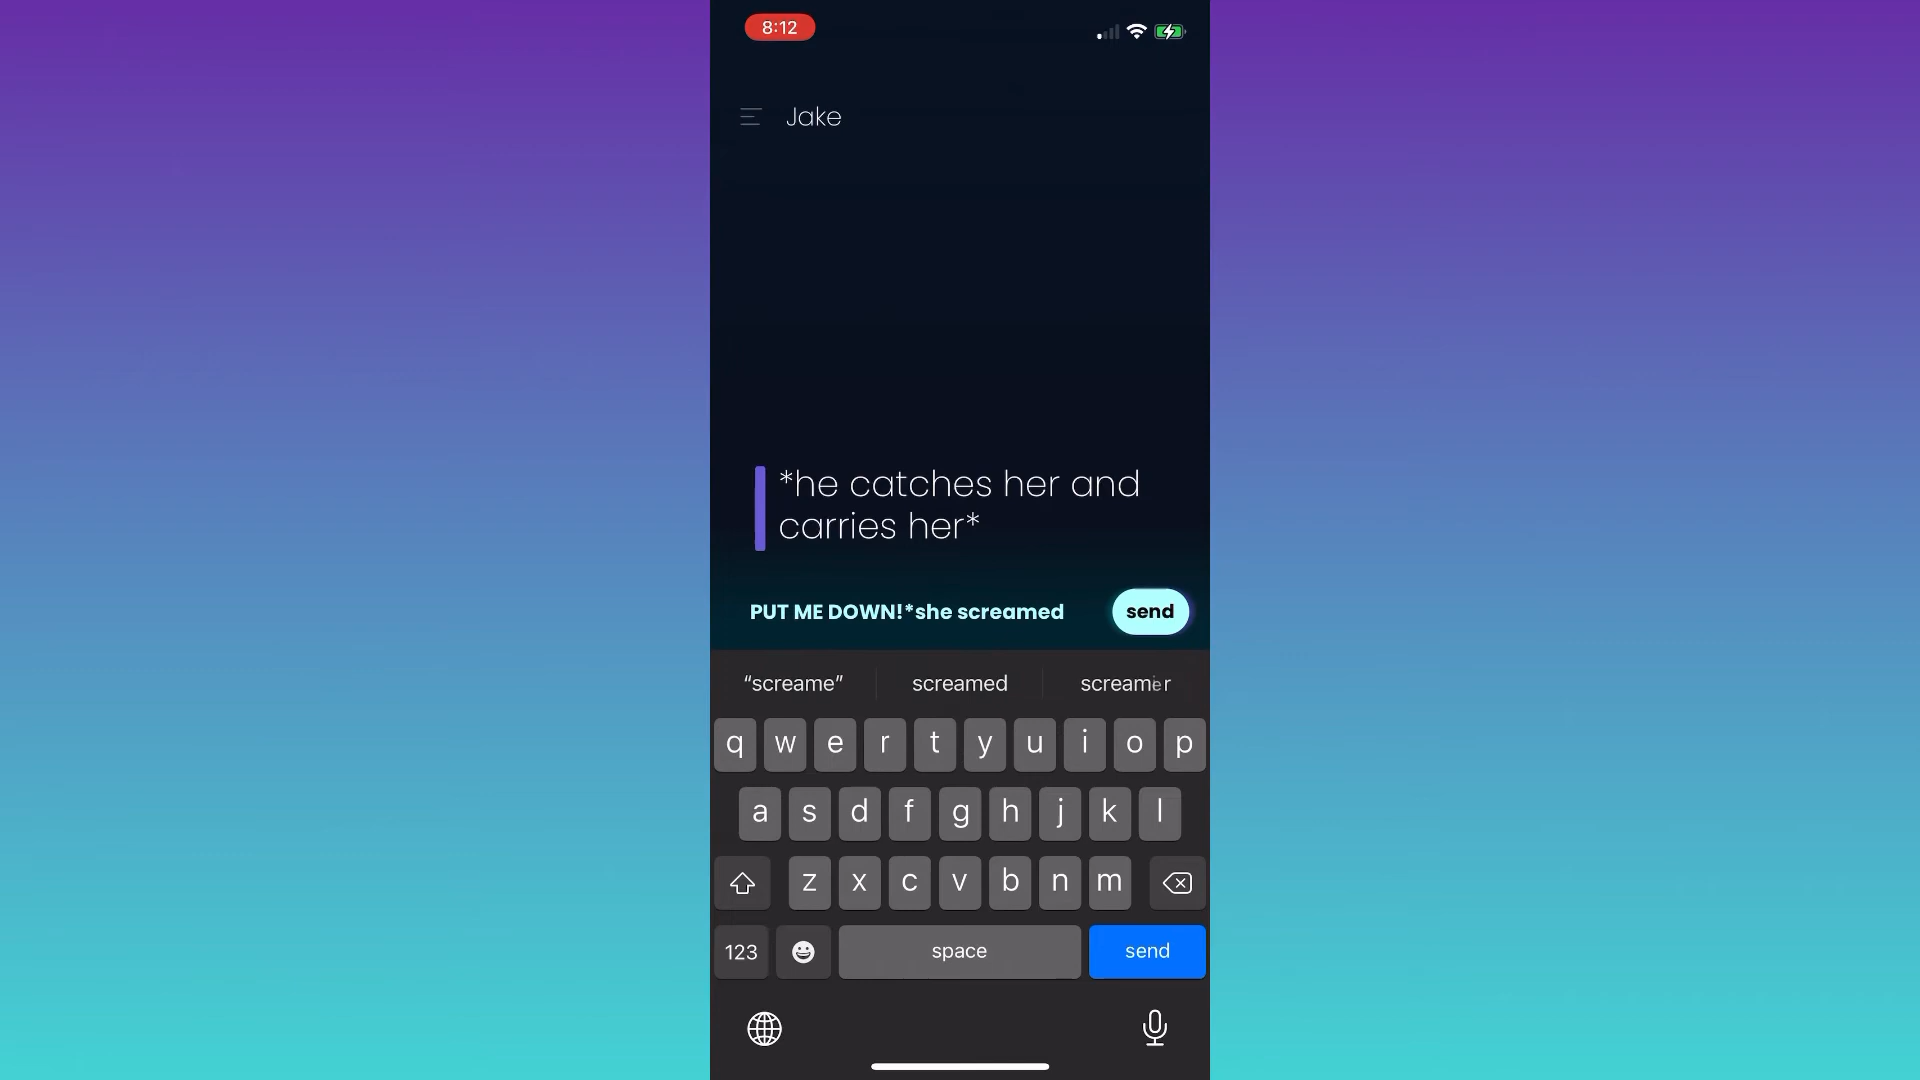 8:12
Jake
*he catches her and
carries her*
PUT ME DOWN!*she screamed
send
“screame” screamed
q w e r t y u i o p
a s d f g h j k l
z x c v b n m
123 space send